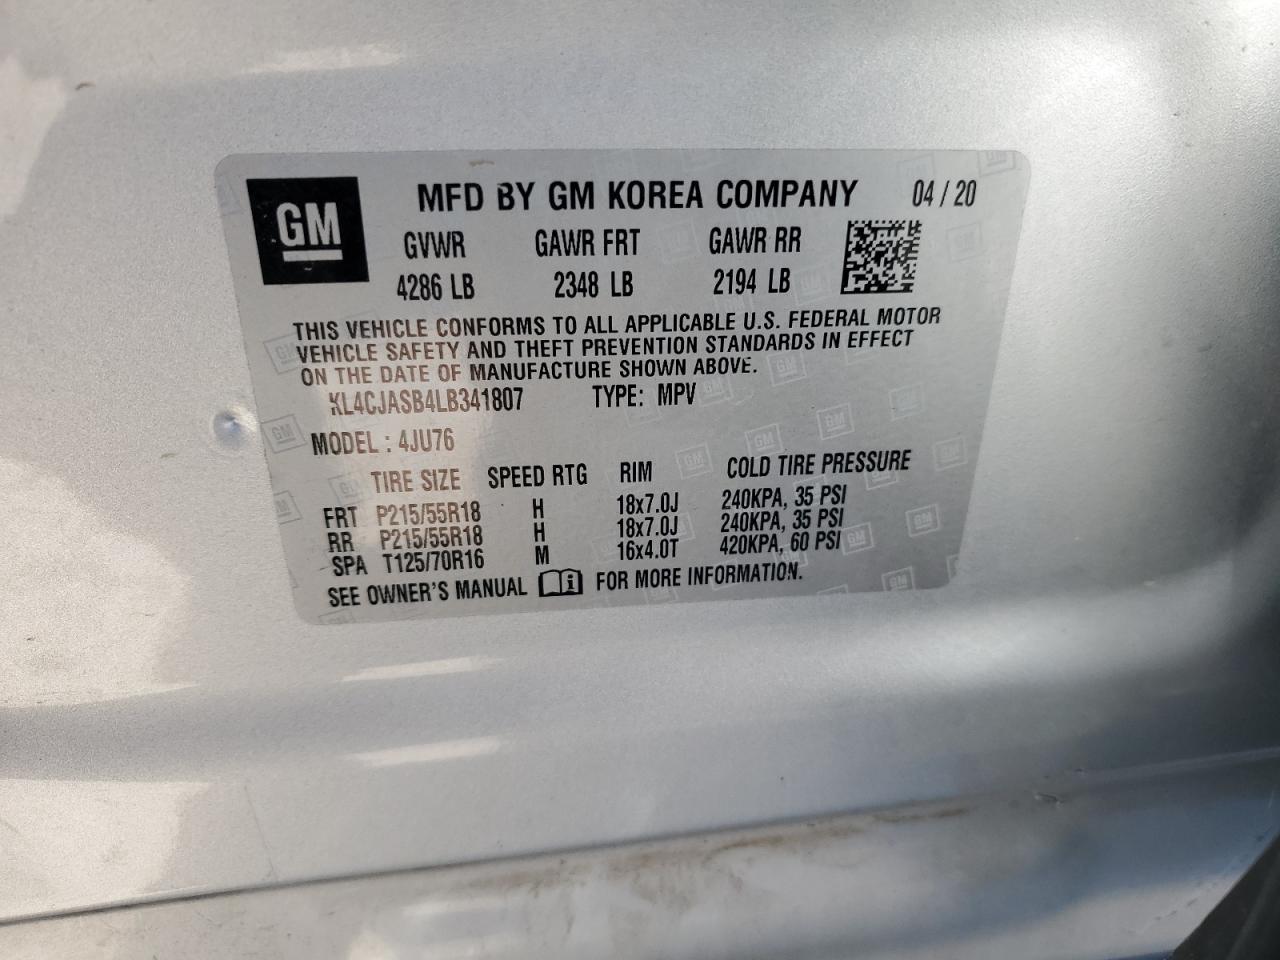 GM
MFD BY GM KOREA COMPANY 04 / 20
GVWR GAWR FRT GAWR RR
4286 LB 2348 LB 2194 LB
THIS VEHICLE CONFORMS TO ALL APPLICABLE U.S. FEDERAL MOTOR
VEHICLE SAFETY AND THEFT PREVENTION STANDARDS IN EFFECT
ON THE DATE OF MANUFACTURE SHOWN ABOVE.
KL4CJASB4LB341807 TYPE: MPV
MODEL : 4JU76
TIRE SIZE SPEED RTG RIM COLD TIRE PRESSURE
FRT P215/55R18 H 18x7.0J 240KPA, 35 PSI
RR P215/55R18 H 18x7.0J 240KPA, 35 PSI
SPA T125/70R16 M 16x4.0T 420KPA, 60 PSI
SEE OWNER'S MANUAL i FOR MORE INFORMATION.